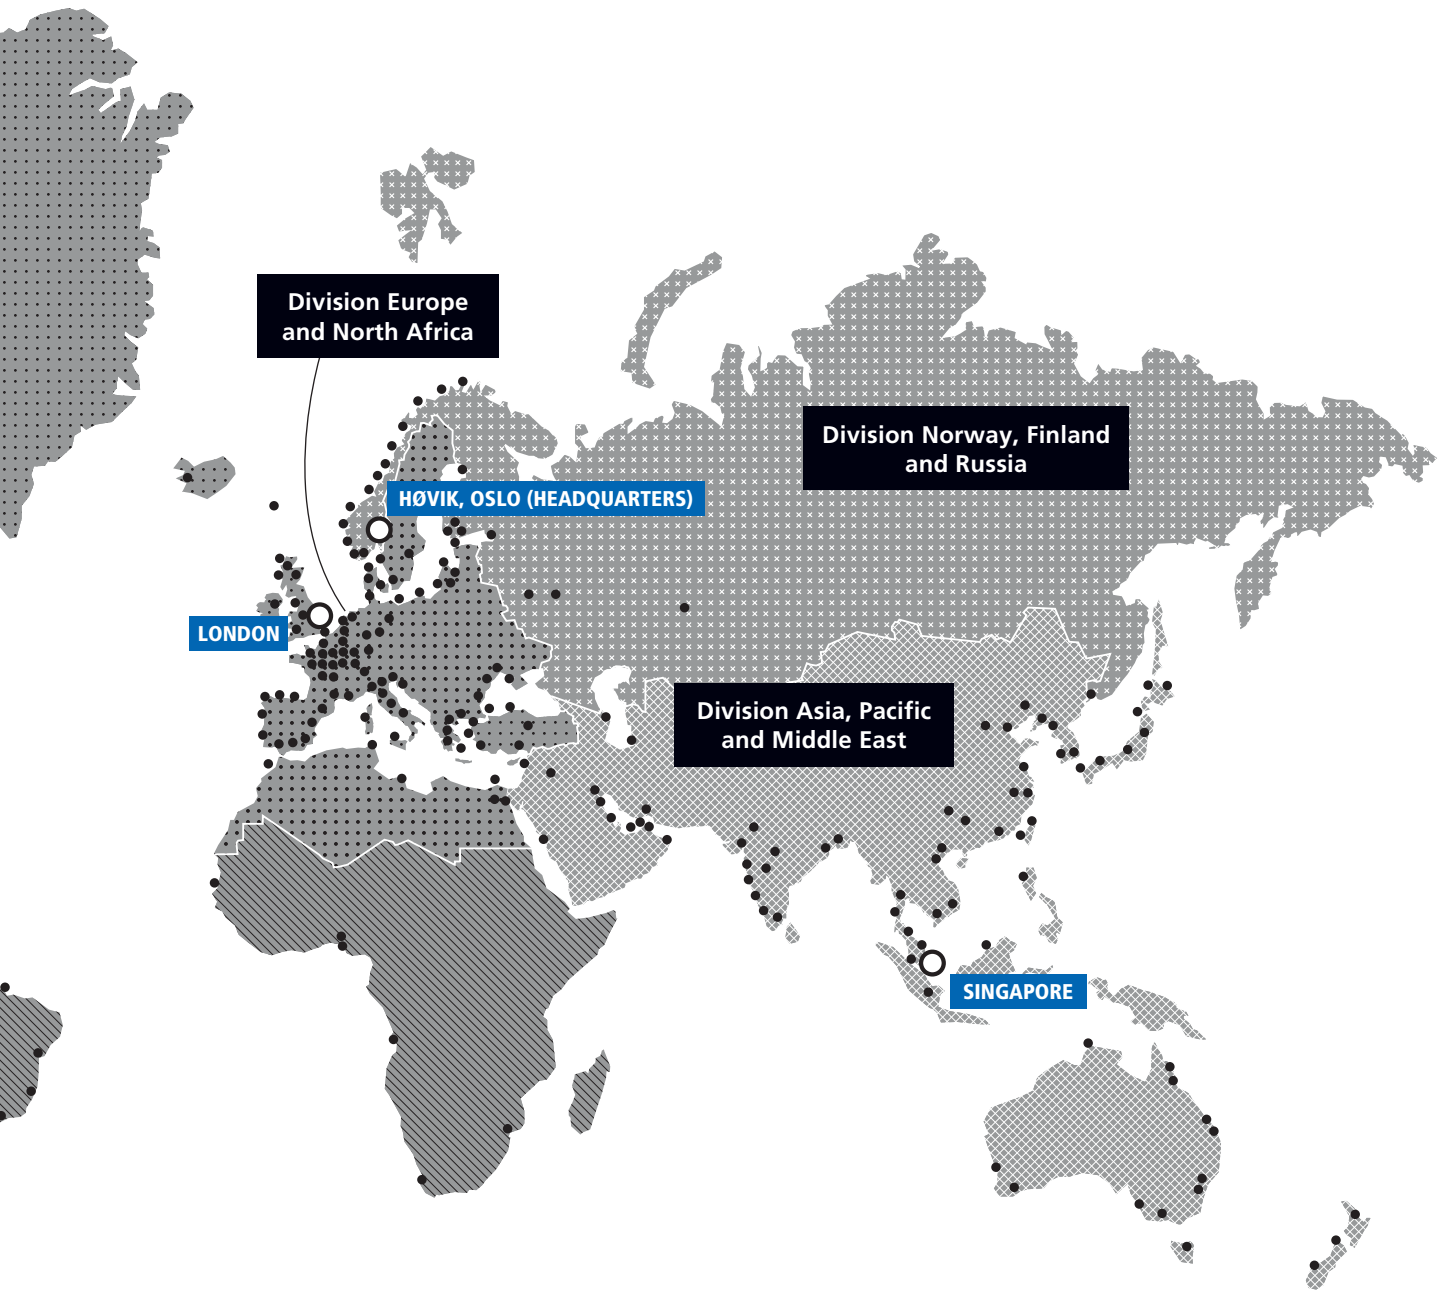 Division Europe
and North Africa
Division Norway, Finland
and Russia
HØVIK, OSLO (HEADQUARTERS)
LONDON
Division Asia, Pacific
and Middle East
SINGAPORE